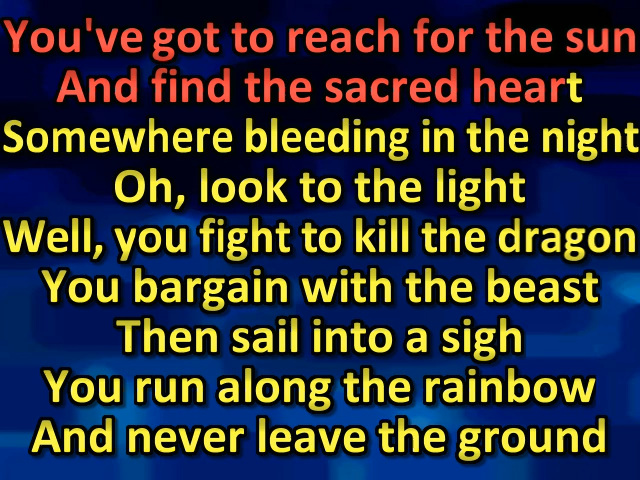 You've got to reach for the sun
And find the sacred heart
Somewhere bleeding in the night
Oh, look to the light
Well, you fight to kill the dragon
You bargain with the beast
Then sail into a sigh
You run along the rainbow
And never leave the ground